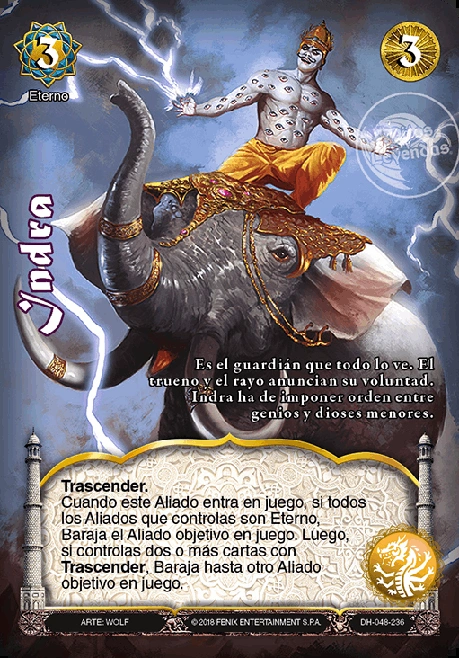 3
3
Eterno
Mitos y
Leyendas
Indra
Es el guardián que todo lo ve. El
trueno y el rayo anuncian su voluntad.
Indra ha de imponer orden entre
genios y dioses menores.
Trascender.
Cuando este Aliado entra en juego, si todos
los Aliados que controlas son Eterno,
Baraja el Aliado objetivo en juego. Luego,
si controlas dos o más cartas con
Trascender, Baraja hasta otro Aliado
objetivo en juego.
ARTE: WOLF
© 2018 FENIX ENTERTAINMENT S.P.A.
DH-048-236